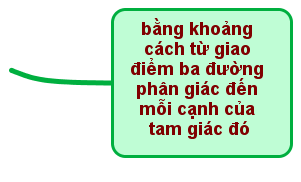 bằng khoảng
cách từ giao
điểm ba đường
phân giác đến
mỗi cạnh của
tam giác đó